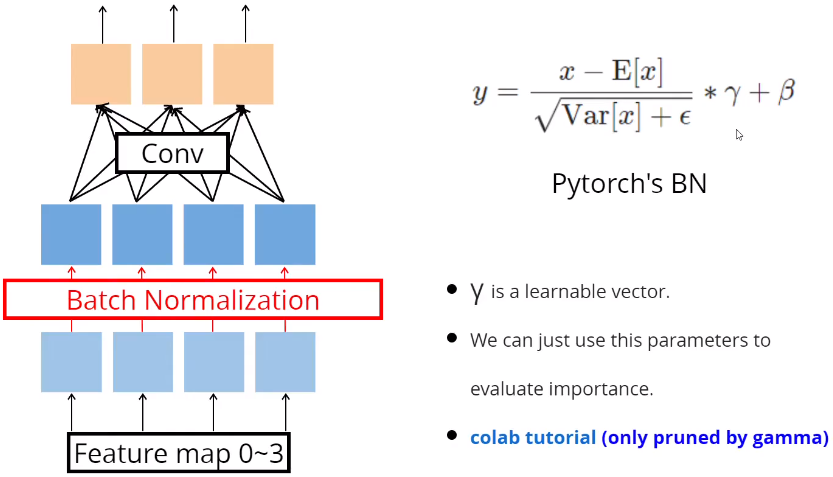 Conv
Batch Normalization
Feature map 0~3
y = \frac{x - \mathrm{E}[x]}{\sqrt{\mathrm{Var}[x] + \epsilon}} * \gamma + \beta
Pytorch's BN
• γ is a learnable vector.
• We can just use this parameters to
evaluate importance.
• colab tutorial (only pruned by gamma)